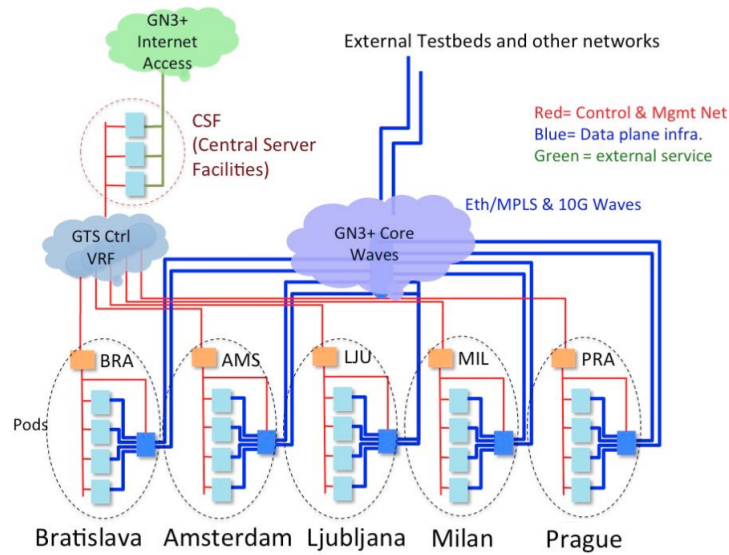 GN3+
Internet
Access
External Testbeds and other networks
CSF
(Central Server
Facilities)
Red= Control & Mgmt Net
Blue= Data plane infra.
Green = external service
Eth/MPLS & 10G Waves
GTS Ctrl
VRF
GN3+ Core
Waves
BRA
AMS
LJU
MIL
PRA
Pods
Bratislava
Amsterdam
Ljubljana
Milan
Prague